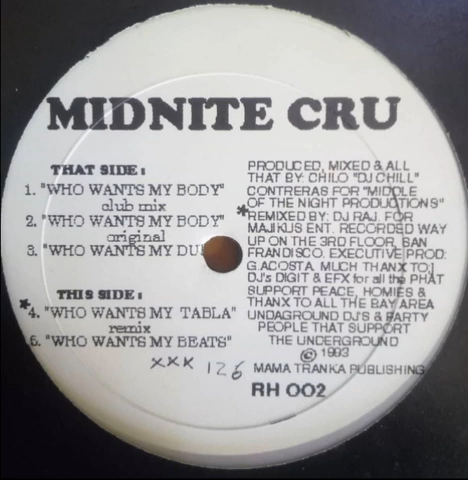 MIDNITE CRU
THAT SIDE:
1. "WHO WANTS MY BODY"
club mix
2. "WHO WANTS MY BODY"
original
3. "WHO WANTS MY DUB
THIS SIDE:
*4. "WHO WANTS MY TABLA"
remix
5. "WHO WANTS MY BEATS"
XXX 126
PRODUCED, MIXED & ALL
THAT BY: CHILO "DJ CHILL"
CONTRERAS FOR "MIDDLE
OF THE NIGHT PRODUCTIONS"
*REMIXED BY: DJ RAJ, FOR
MAJIKUS ENT. RECORDED WAY
UP ON THE 3RD FLOOR, SAN
FRANDISCO. EXECUTIVE PROD:
G.ACOSTA. MUCH THANX TO:
DJ's DIGIT & EFX for all the PHAT
SUPPORT PEACE, HOMIES &
THANX TO ALL THE BAY AREA
UNDAGROUND DJ'S & PARTY
PEOPLE THAT SUPPORT
THE UNDERGROUND
© 1993
MAMA TRANKA PUBLISHING
RH 002